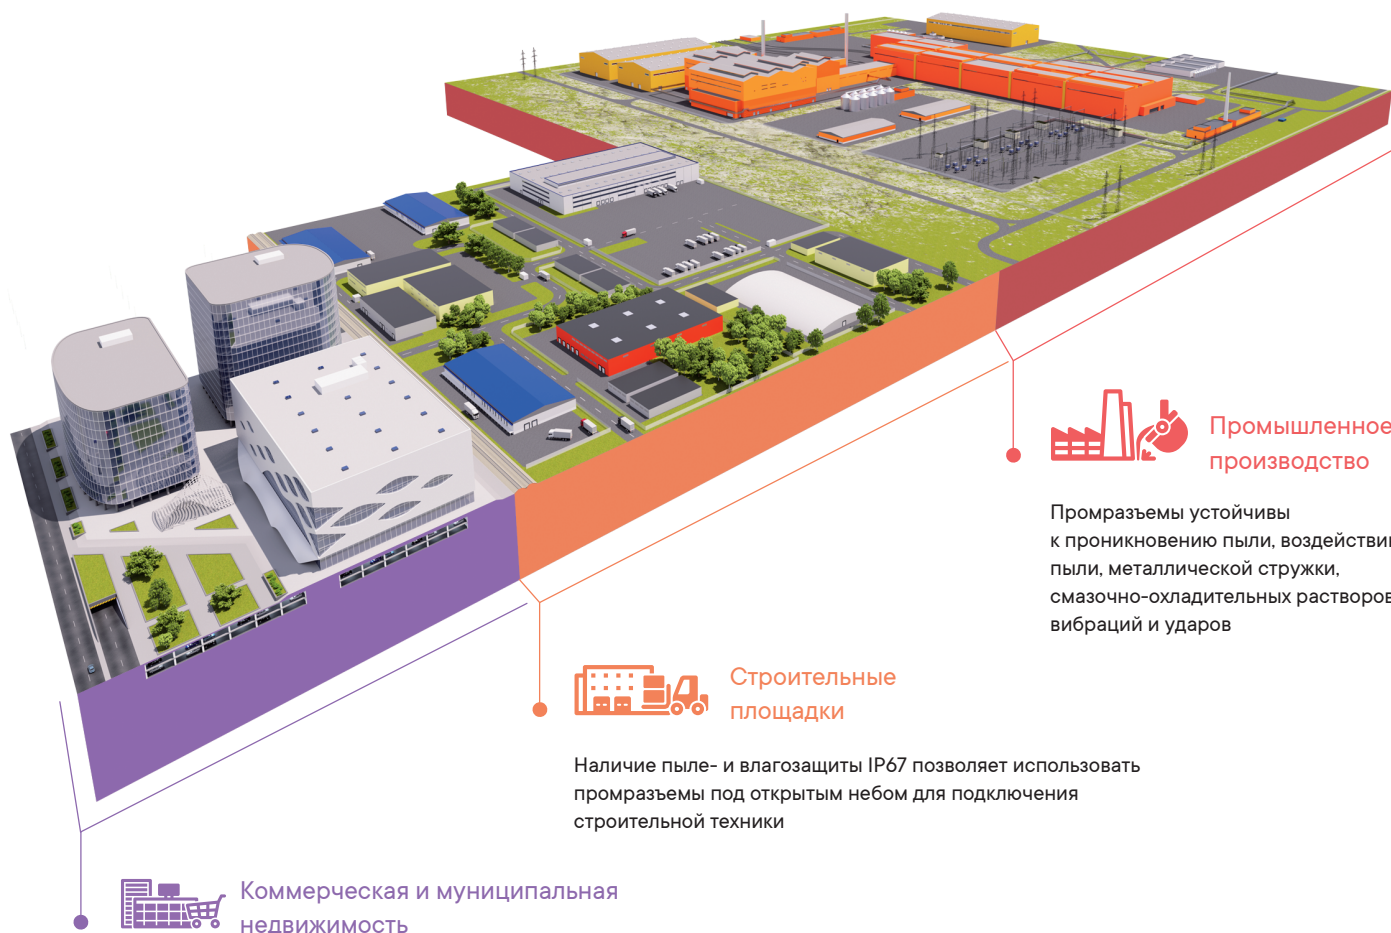 Промышленное
производство
Промразъемы устойчивы
к проникновению пыли, воздействи
пыли, металлической стружки,
смазочно-охладительных растворов
вибраций и ударов
Строительные
площадки
Наличие пыле- и влагозащиты IP67 позволяет использовать
промразъемы под открытым небом для подключения
строительной техники
Коммерческая и муниципальная
недвижимость